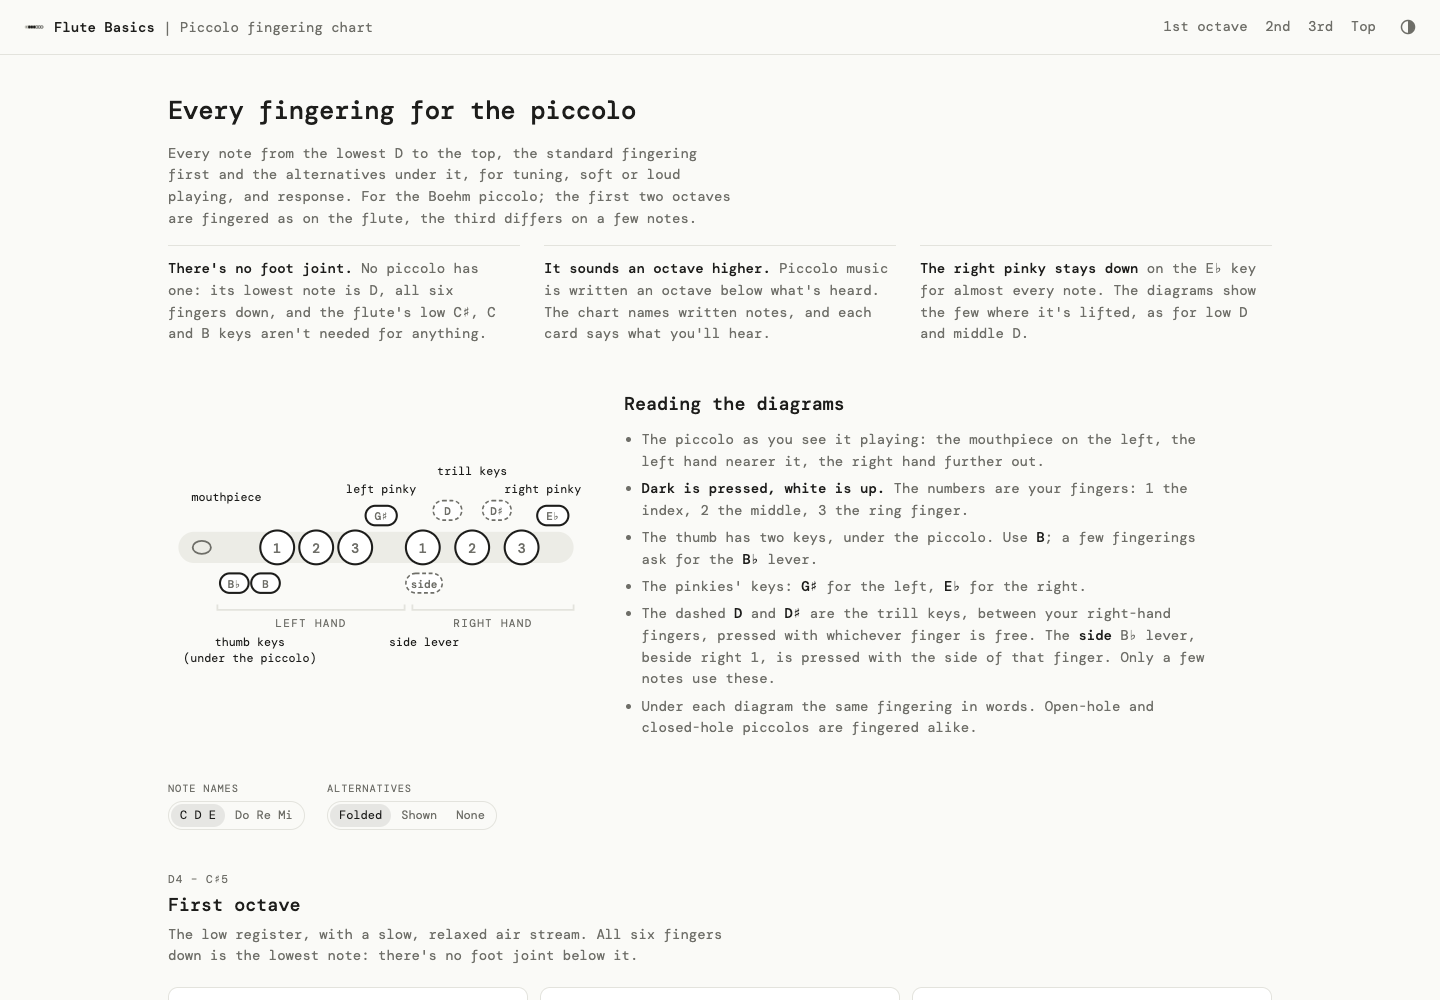 Flute Basics | Piccolo fingering chart
1st octave 2nd 3rd Top
Every fingering for the piccolo
Every note from the lowest D to the top, the standard fingering
first and the alternatives under it, for tuning, soft or loud
playing, and response. For the Boehm piccolo; the first two octaves
are fingered as on the flute, the third differs on a few notes.
There's no foot joint. No piccolo has
one: its lowest note is D, all six
fingers down, and the flute's low C♯, C
and B keys aren't needed for anything.
It sounds an octave higher. Piccolo music
is written an octave below what's heard.
The chart names written notes, and each
card says what you'll hear.
The right pinky stays down on the E♭ key
for almost every note. The diagrams show
the few where it's lifted, as for low D
and middle D.
trill keys
left pinky right pinky
mouthpiece
G♯ D D♯ E♭
1 2 3 1 2 3
B♭ B side
LEFT HAND RIGHT HAND
thumb keys side lever
(under the piccolo)
Reading the diagrams
• The piccolo as you see it playing: the mouthpiece on the left, the
left hand nearer it, the right hand further out.
• Dark is pressed, white is up. The numbers are your fingers: 1 the
index, 2 the middle, 3 the ring finger.
• The thumb has two keys, under the piccolo. Use B; a few fingerings
ask for the B♭ lever.
• The pinkies' keys: G♯ for the left, E♭ for the right.
• The dashed D and D♯ are the trill keys, between your right-hand
fingers, pressed with whichever finger is free. The side B♭ lever,
beside right 1, is pressed with the side of that finger. Only a few
notes use these.
• Under each diagram the same fingering in words. Open-hole and
closed-hole piccolos are fingered alike.
NOTE NAMES ALTERNATIVES
C D E Do Re Mi Folded Shown None
D4 – C♯5
First octave
The low register, with a slow, relaxed air stream. All six fingers
down is the lowest note: there's no foot joint below it.